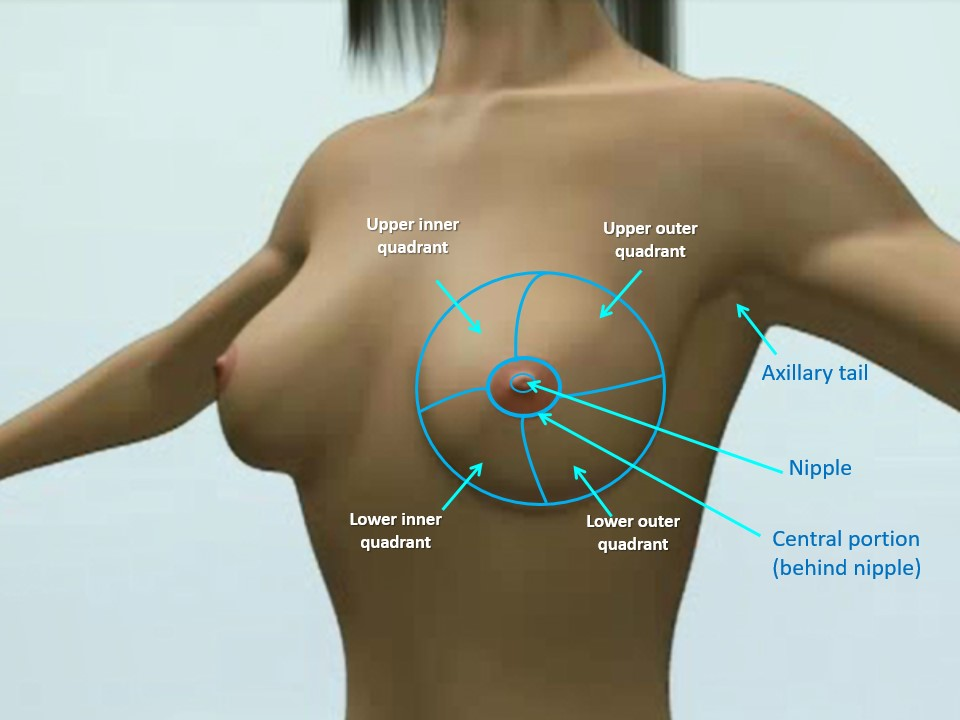 Upper inner
quadrant
Upper outer
quadrant
Axillary tail
Nipple
Lower inner
quadrant
Lower outer
quadrant
Central portion
(behind nipple)